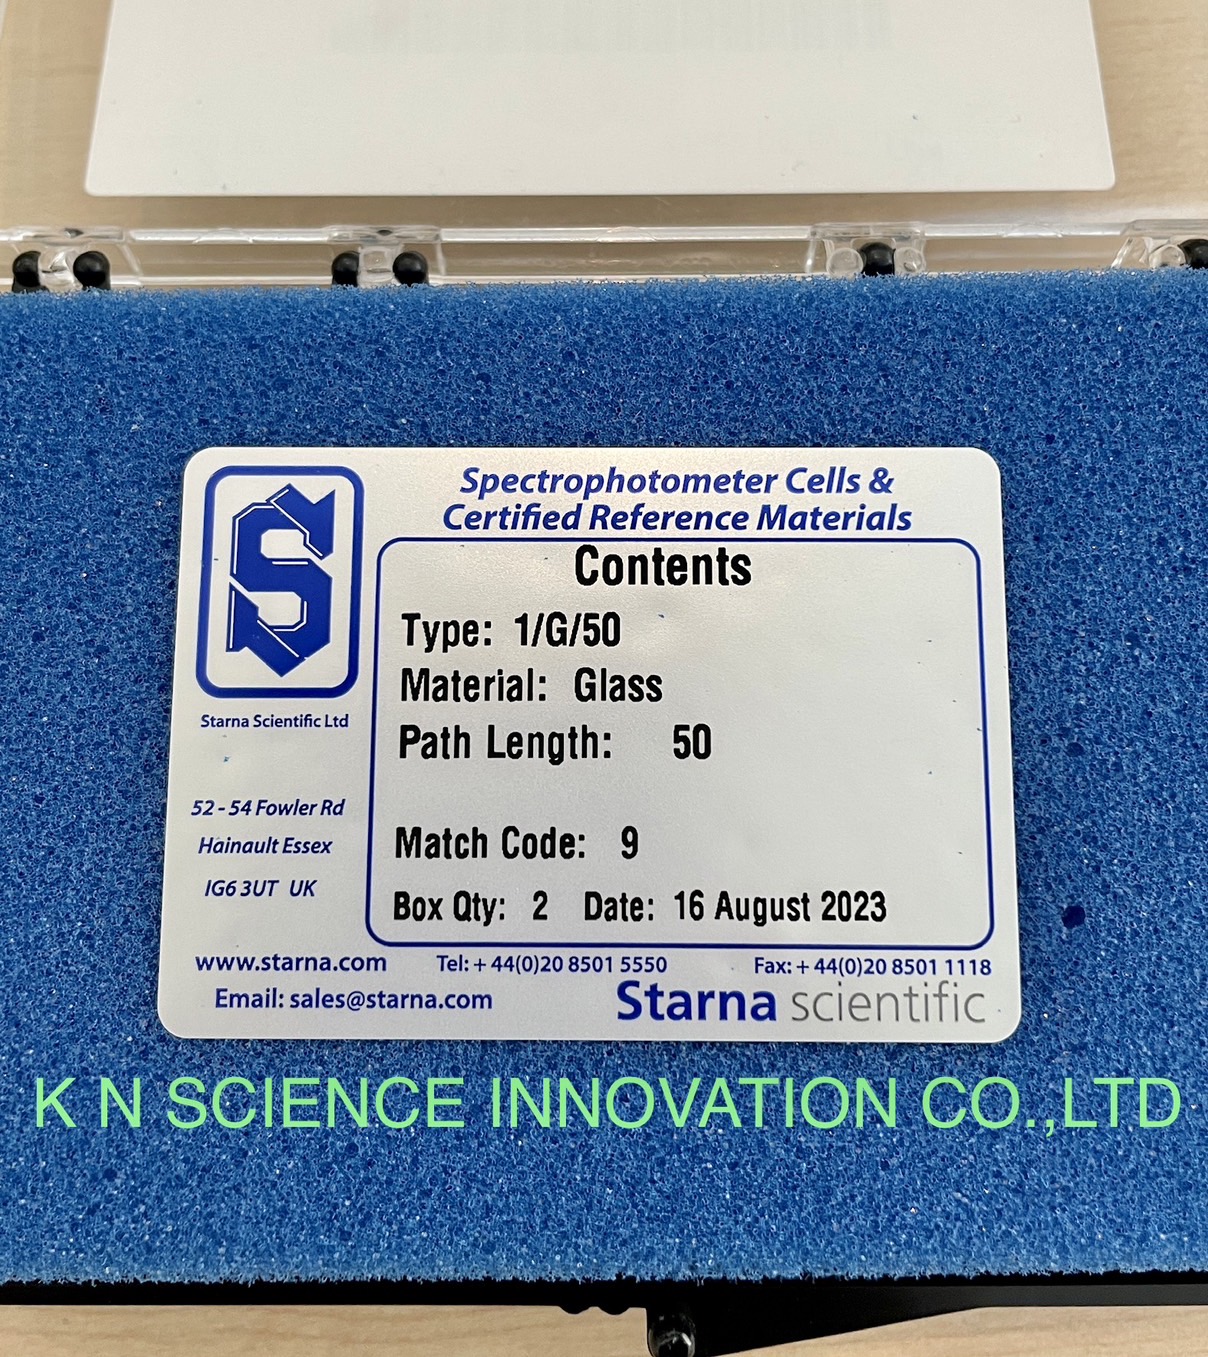 Spectrophotometer Cells &
Certified Reference Materials
S
Starna Scientific Ltd
52 - 54 Fowler Rd
Hainault Essex
IG6 3UT UK
Contents
Type: 1/G/50
Material: Glass
Path Length: 50
Match Code: 9
Box Qty: 2 Date: 16 August 2023
www.starna.com Tel: + 44(0)20 8501 5550 Fax: + 44(0)20 8501 1118
Email: sales@starna.com
Starna scientific
K N SCIENCE INNOVATION CO.,LTD